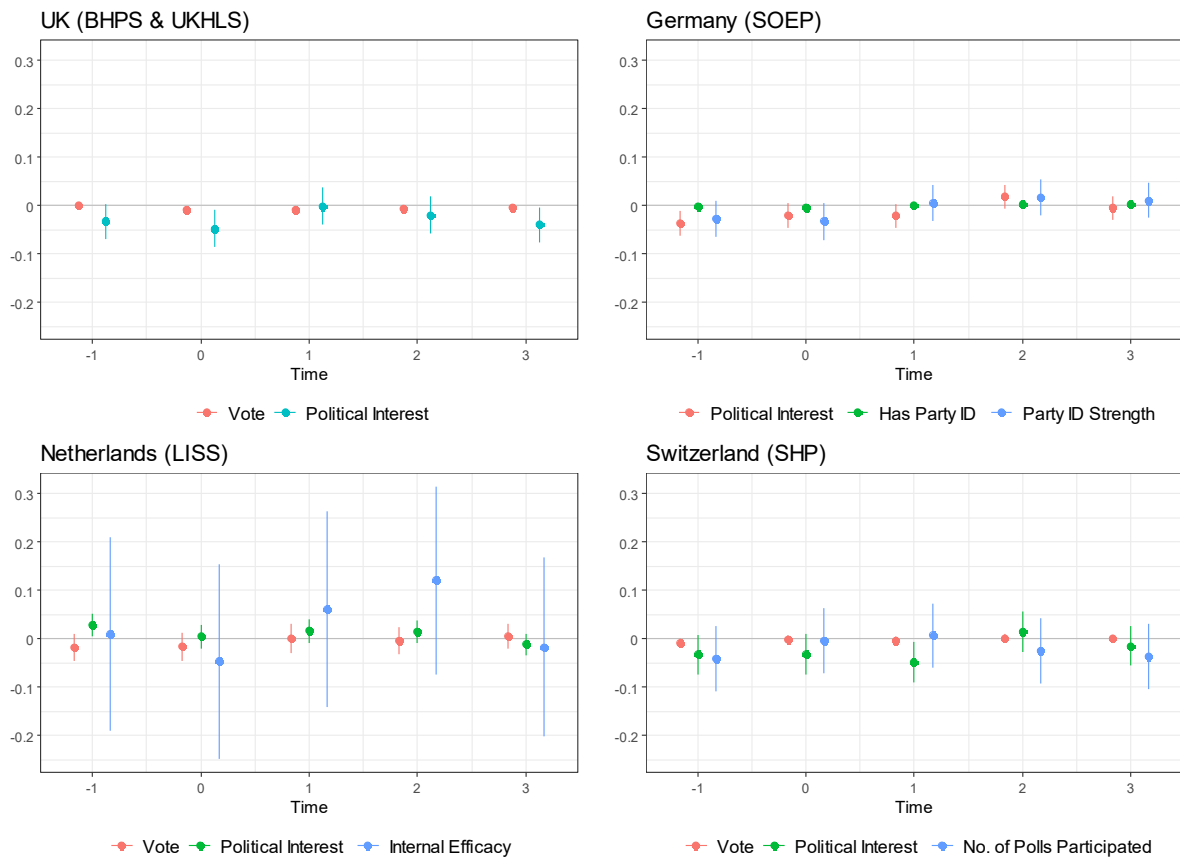 UK (BHPS & UKHLS)
0.3
0.2
0.1
0
-0.1
-0.2
-1 0 1 2 3
Time
Vote Political Interest
Germany (SOEP)
0.3
0.2
0.1
0
-0.1
-0.2
-1 0 1 2 3
Time
Political Interest Has Party ID Party ID Strength
Netherlands (LISS)
0.3
0.2
0.1
0
-0.1
-0.2
-1 0 1 2 3
Time
Vote Political Interest Internal Efficacy
Switzerland (SHP)
0.3
0.2
0.1
0
-0.1
-0.2
-1 0 1 2 3
Time
Vote Political Interest No. of Polls Participated